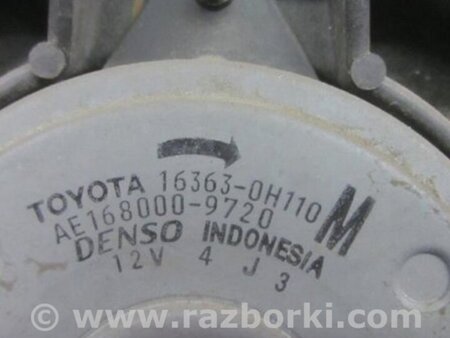 TOYOTA 16363-0H110 M
AE168000-9720
DENSO INDONESIA
12V 4 J 3
www.razborki.com